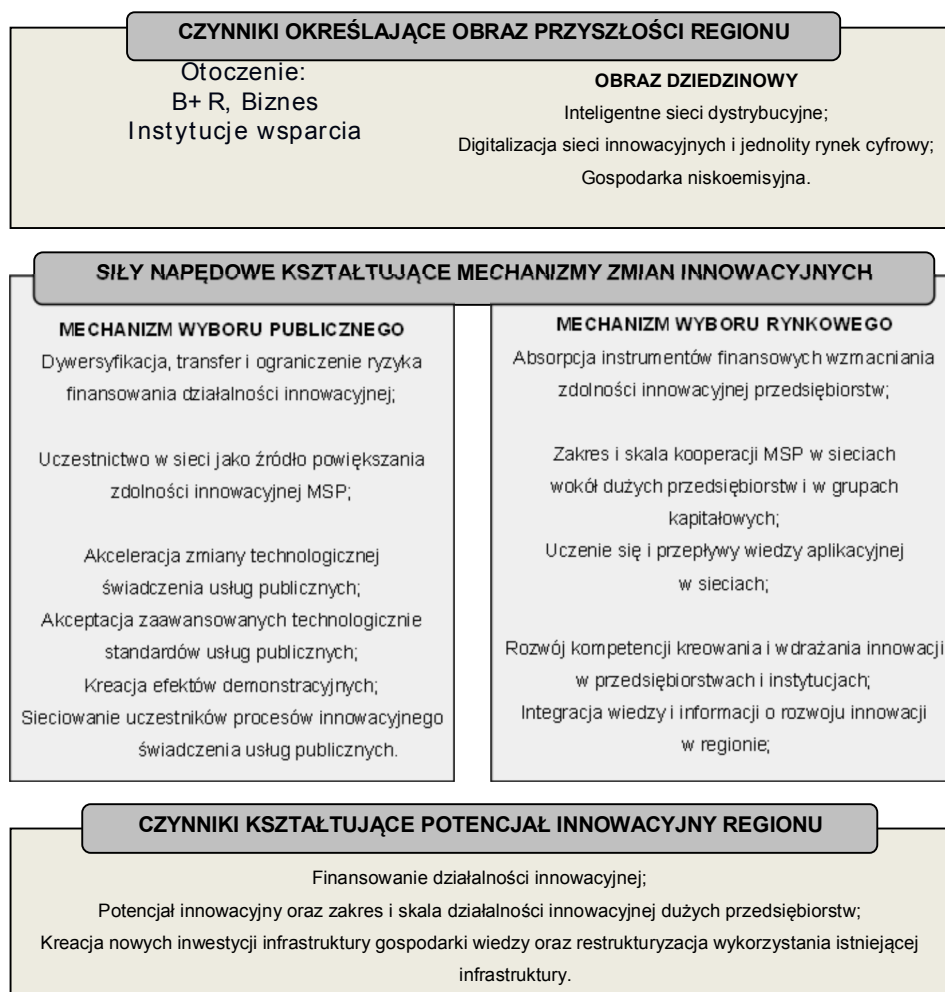 CZYNNIKI OKREŚLAJĄCE OBRAZ PRZYSZŁOŚCI REGIONU
Otoczenie:
B+ R, Biznes
Instytucje wsparcia
OBRAZ DZIEDZINOWY
Inteligentne sieci dystrybucyjne;
Digitalizacja sieci innowacyjnych i jednolity rynek cyfrowy;
Gospodarka niskoemisyjna.
SIŁY NAPĘDOWE KSZTAŁTUJĄCE MECHANIZMY ZMIAN INNOWACYJNYCH
MECHANIZM WYBORU PUBLICZNEGO
Dywersyfikacja, transfer i ograniczenie ryzyka
finansowania działalności innowacyjnej;
Uczestnictwo w sieci jako źródło powiększania
zdolności innowacyjnej MSP;
Akceleracja zmiany technologicznej
świadczenia usług publicznych;
Akceptacja zaawansowanych technologicznie
standardów usług publicznych;
Kreacja efektów demonstracyjnych;
Sieciowanie uczestników procesów innowacyjnego
świadczenia usług publicznych.
MECHANIZM WYBORU RYNKOWEGO
Absorpcja instrumentów finansowych wzmacniania
zdolności innowacyjnej przedsiębiorstw;
Zakres i skala kooperacji MSP w sieciach
wokół dużych przedsiębiorstw i w grupach
kapitałowych;
Uczenie się i przepływy wiedzy aplikacyjnej
w sieciach;
Rozwój kompetencji kreowania i wdrażania innowacji
w przedsiębiorstwach i instytucjach;
Integracja wiedzy i informacji o rozwoju innowacji
w regionie;
CZYNNIKI KSZTAŁTUJĄCE POTENCJAŁ INNOWACYJNY REGIONU
Finansowanie działalności innowacyjnej;
Potencjał innowacyjny oraz zakres i skala działalności innowacyjnej dużych przedsiębiorstw;
Kreacja nowych inwestycji infrastruktury gospodarki wiedzy oraz restrukturyzacja wykorzystania istniejącej
infrastruktury.